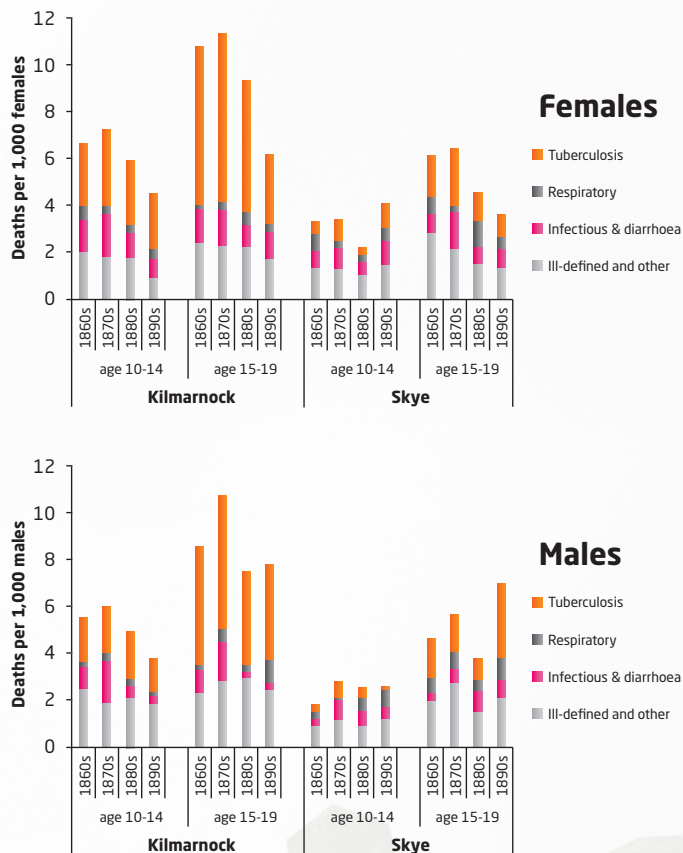 12
10
8
6
4
2
0
Deaths per 1,000 females
1860s 1870s 1880s 1890s 1860s 1870s 1880s 1890s 1860s 1870s 1880s 1890s 1860s 1870s 1880s 1890s
age 10-14 age 15-19 age 10-14 age 15-19
Kilmarnock Skye
Females
Tuberculosis
Respiratory
Infectious & diarrhoea
Ill-defined and other
12
10
8
6
4
2
0
Deaths per 1,000 males
1860s 1870s 1880s 1890s 1860s 1870s 1880s 1890s 1860s 1870s 1880s 1890s 1860s 1870s 1880s 1890s
age 10-14 age 15-19 age 10-14 age 15-19
Kilmarnock Skye
Males
Tuberculosis
Respiratory
Infectious & diarrhoea
Ill-defined and other